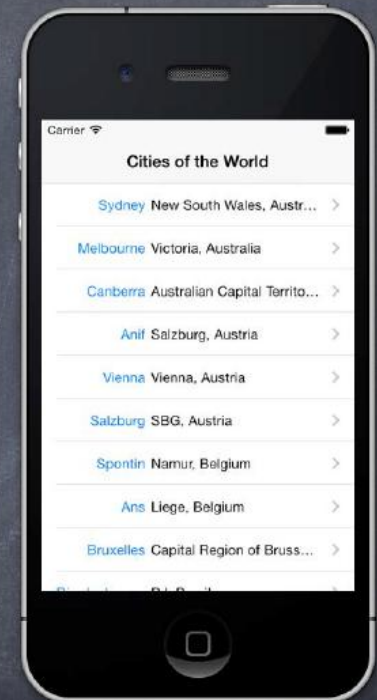 Carrier
Cities of the World
Sydney New South Wales, Austr...
Melbourne Victoria, Australia
Canberra Australian Capital Territo...
Anif Salzburg, Austria
Vienna Vienna, Austria
Salzburg SBG, Austria
Spontin Namur, Belgium
Ans Liege, Belgium
Bruxelles Capital Region of Bruss...